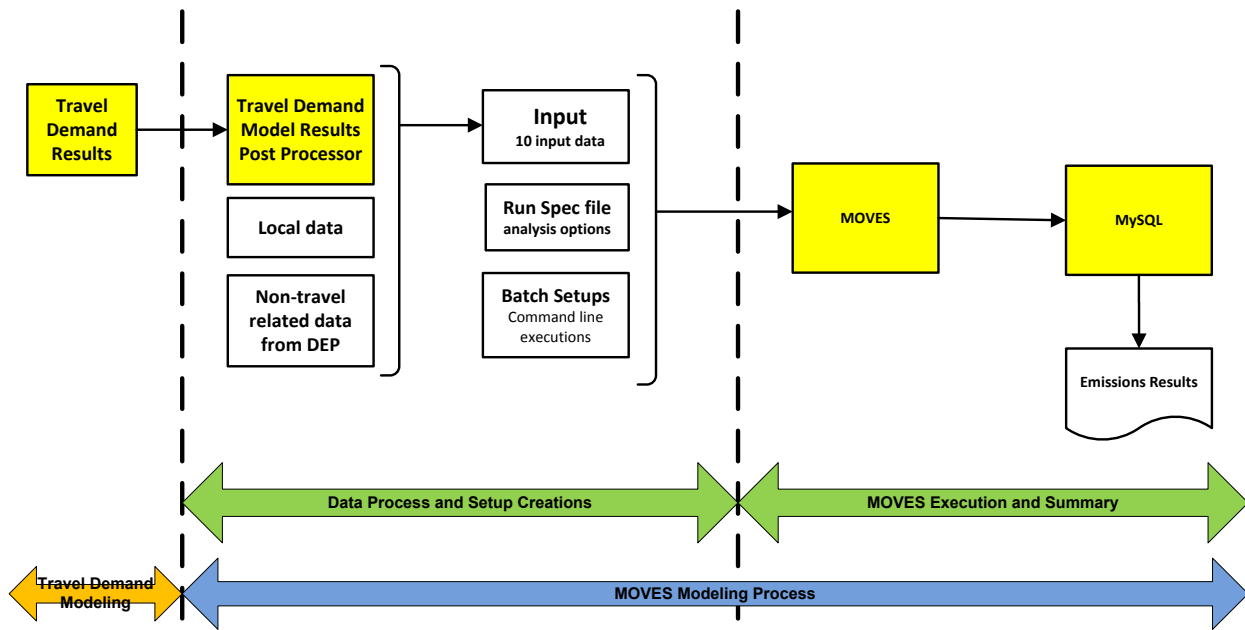 Travel
Demand
Results
Travel Demand
Model Results
Post Processor
Local data
Non-travel
related data
from DEP
Input
10 input data
Run Spec file
analysis options
Batch Setups
Command line
executions
MOVES
MySQL
Emissions Results
Data Process and Setup Creations
MOVES Execution and Summary
Travel Demand
Modeling
MOVES Modeling Process